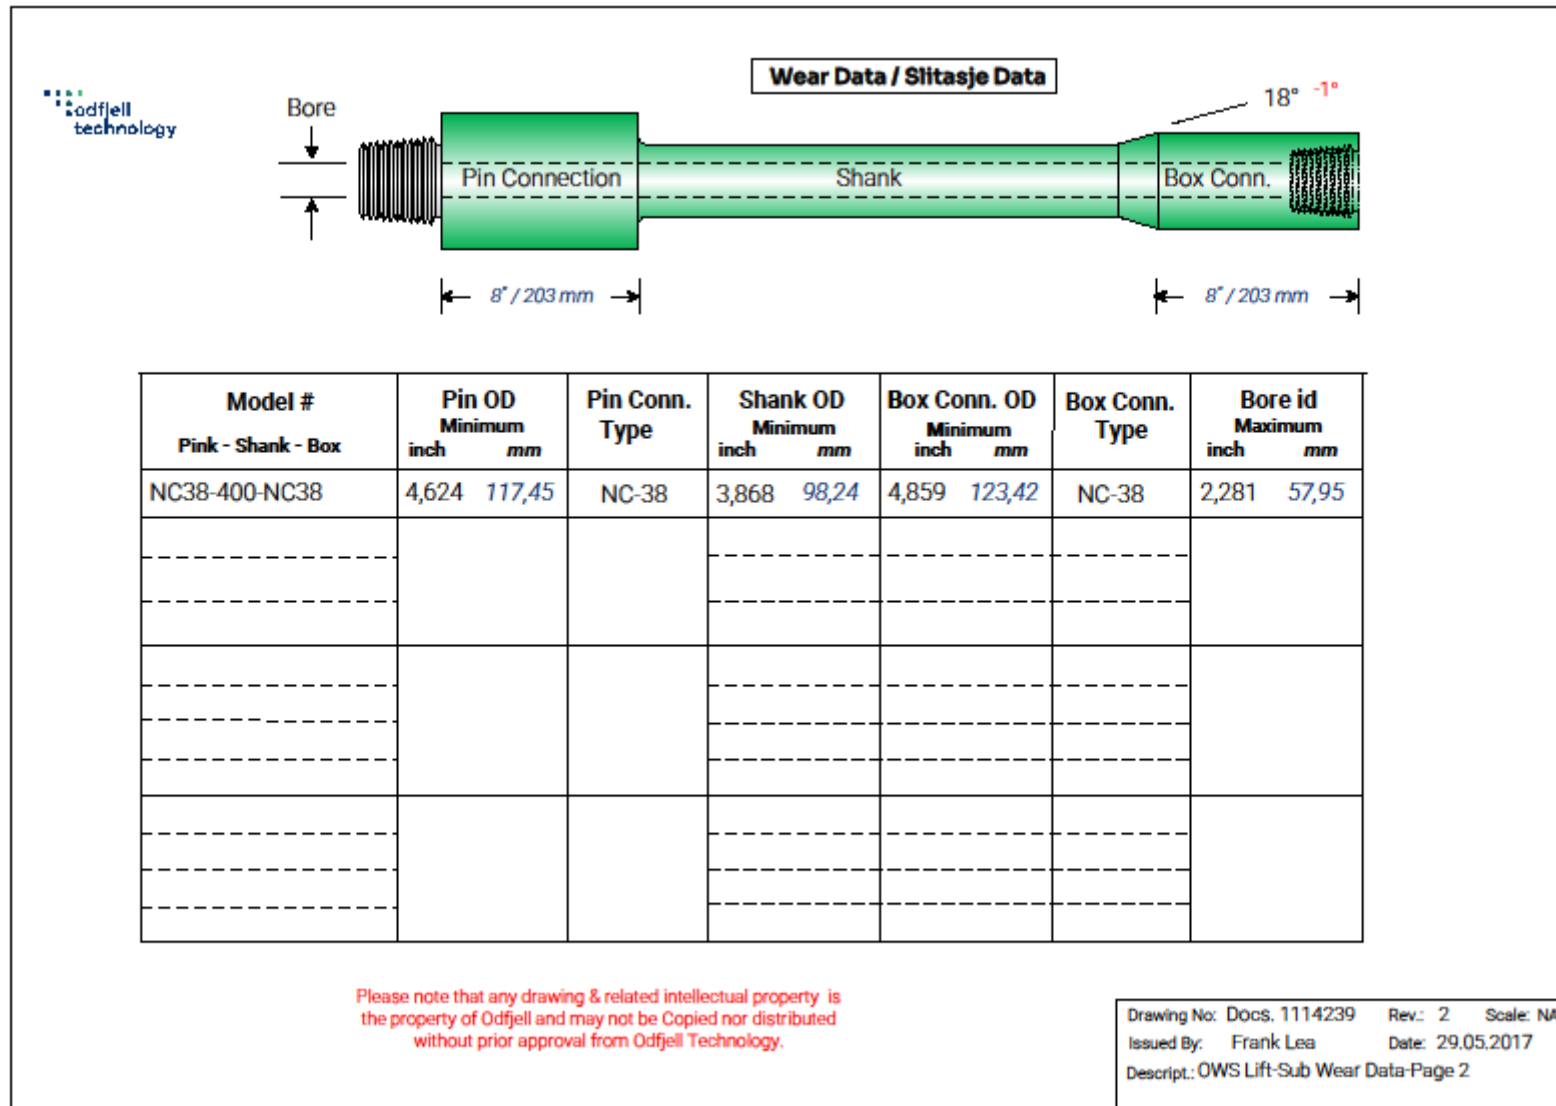 Wear Data / Slitasje Data
odfjell
technology
Bore
18° -1°
Pin Connection
Shank
Box Conn.
8" / 203 mm
8" / 203 mm
Model #
Pink - Shank - Box
Pin OD
Minimum
inch mm
Pin Conn.
Type
Shank OD
Minimum
inch mm
Box Conn. OD
Minimum
inch mm
Box Conn.
Type
Bore id
Maximum
inch mm
NC38-400-NC38 4,624 117,45 NC-38 3,868 98,24 4,859 123,42 NC-38 2,281 57,95
Please note that any drawing & related intellectual property is
the property of Odfjell and may not be Copied nor distributed
without prior approval from Odfjell Technology.
Drawing No: Docs. 1114239 Rev.: 2 Scale: NA
Issued By: Frank Lea Date: 29.05.2017
Descript.: OWS Lift-Sub Wear Data-Page 2